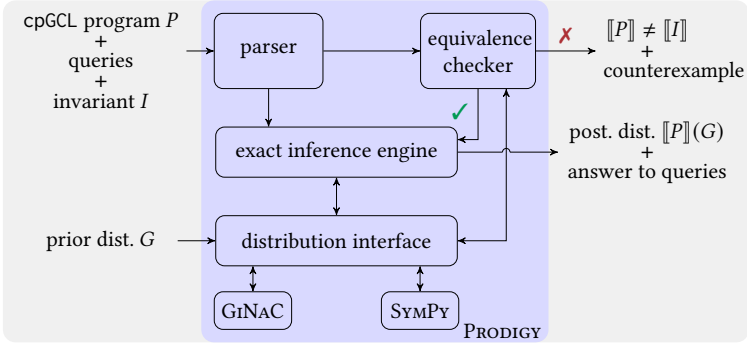 cpGCL program P
+
queries
+
invariant I
parser
equivalence
checker
✗
⟦P⟧ ≠ ⟦I⟧
+
counterexample
✓
exact inference engine
post. dist. ⟦P⟧(G)
+
answer to queries
prior dist. G
distribution interface
GiNaC
SymPy
Prodigy